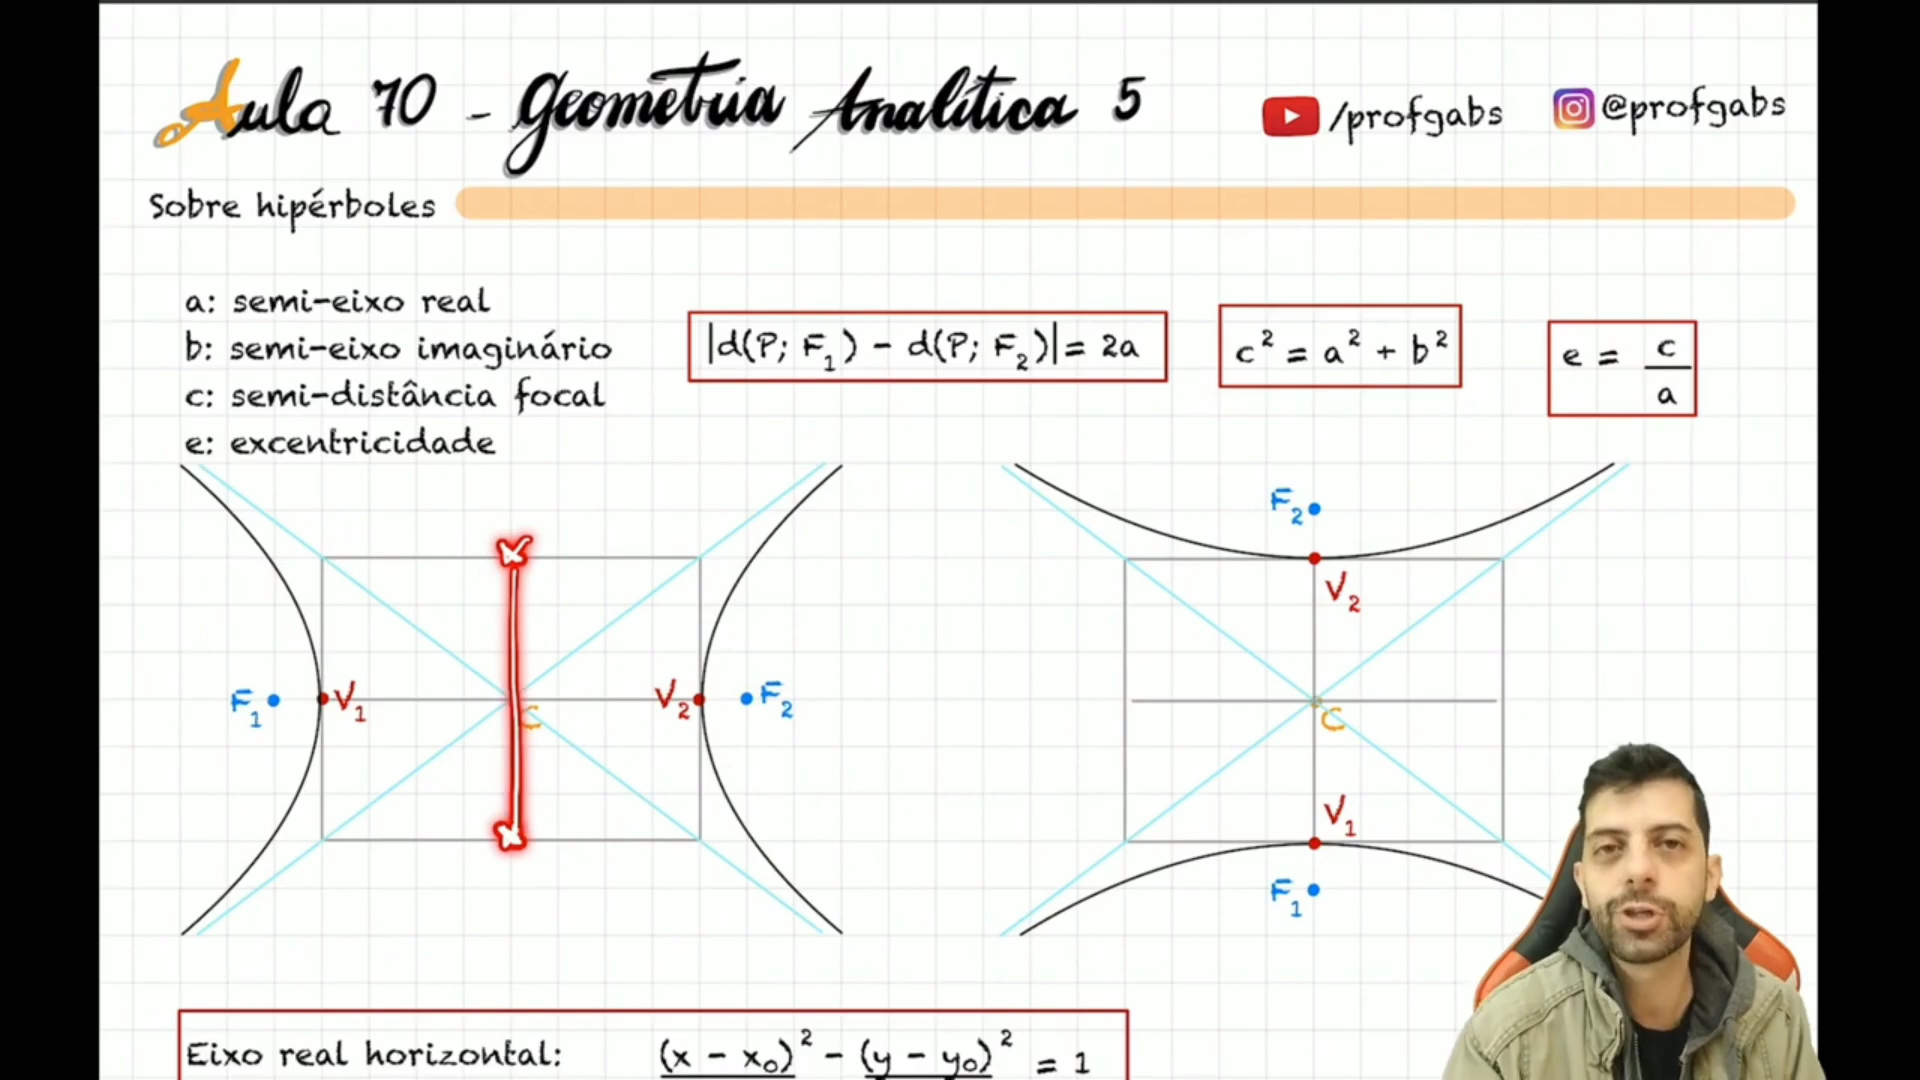 Aula 70 - Geometria Analítica 5
/profgabs
@profgabs
Sobre hipérboles
a: semi-eixo real
b: semi-eixo imaginário
c: semi-distância focal
e: excentricidade
|d(P; F₁) - d(P; F₂)| = 2a
c² = a² + b²
e = c/a
F₁
V₁
C
V₂
F₂
F₂
V₂
C
V₁
F₁
Eixo real horizontal: (x - x₀)² - (y - y₀)² = 1